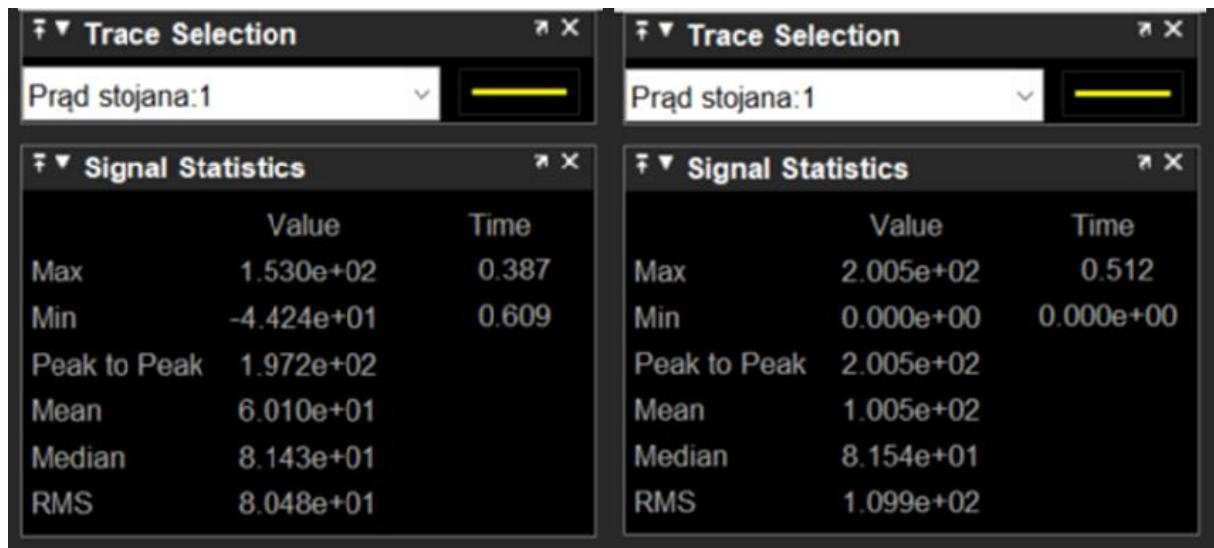 Trace Selection
Prąd stojana:1
Signal Statistics
Value Time
Max 1.530e+02 0.387
Min -4.424e+01 0.609
Peak to Peak 1.972e+02
Mean 6.010e+01
Median 8.143e+01
RMS 8.048e+01
Trace Selection
Prąd stojana:1
Signal Statistics
Value Time
Max 2.005e+02 0.512
Min 0.000e+00 0.000e+00
Peak to Peak 2.005e+02
Mean 1.005e+02
Median 8.154e+01
RMS 1.099e+02